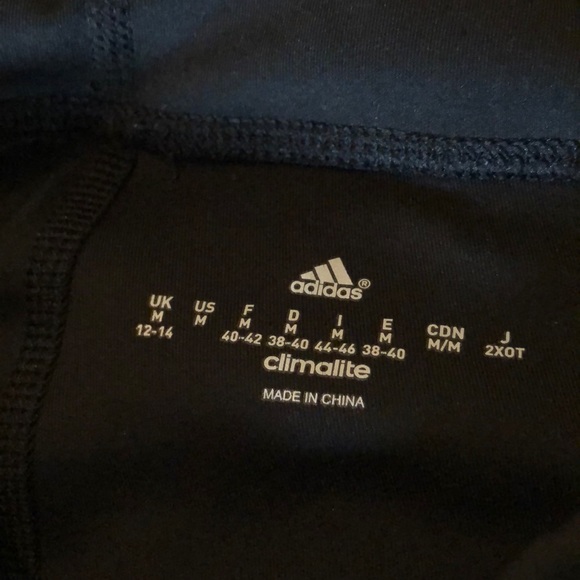 adidas®
UK US F D I E CDN J
M M M M M M M/M 2XOT
12-14 40-42 38-40 44-46 38-40
climalite
MADE IN CHINA